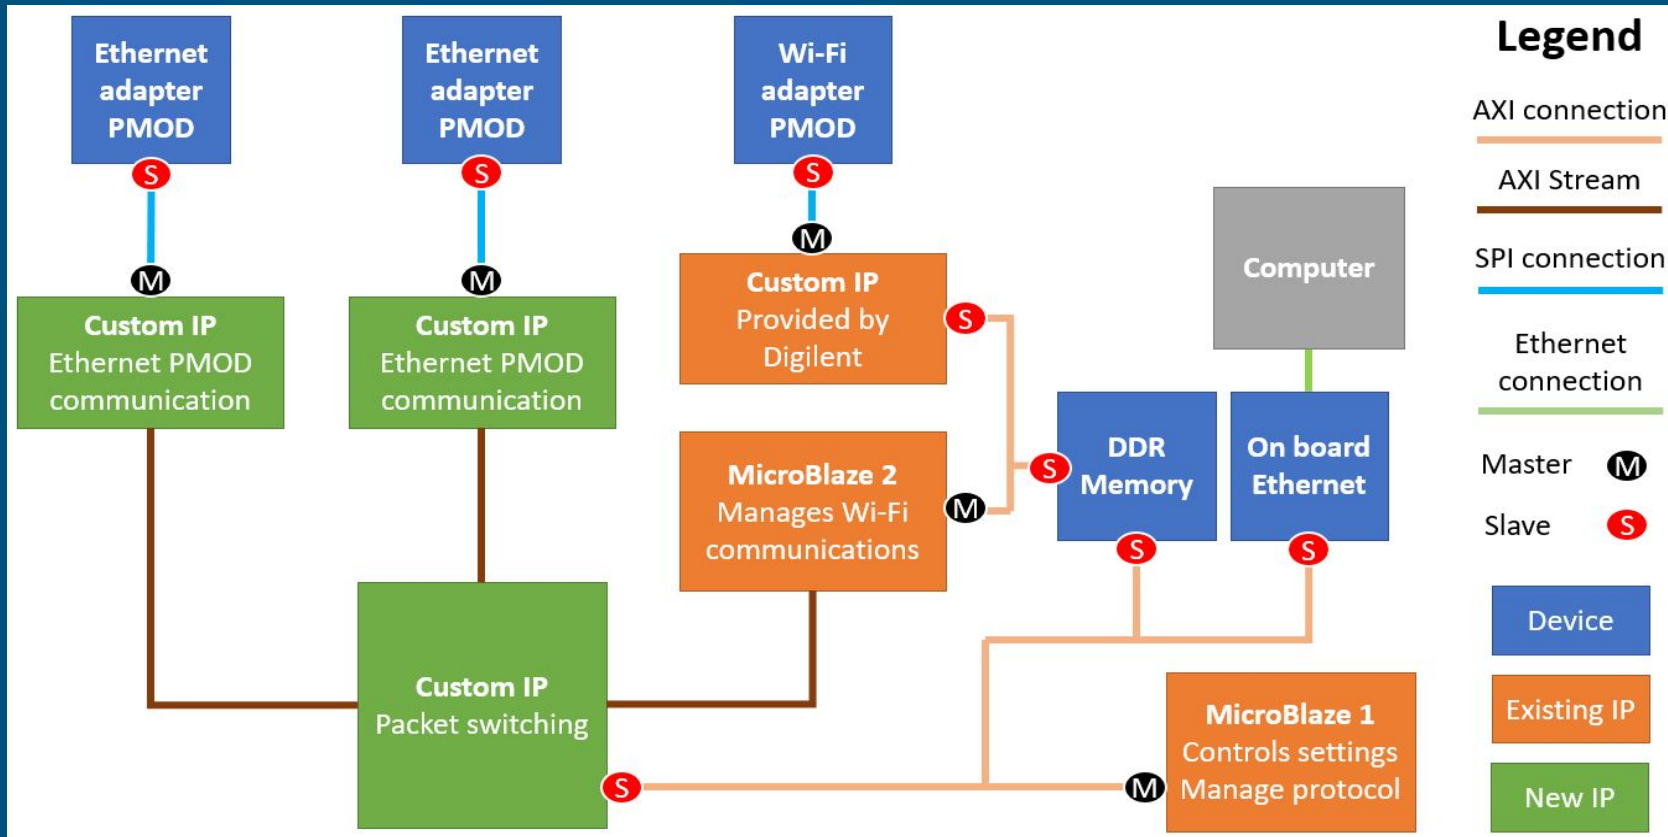 Ethernet
adapter
PMOD
S
M
Custom IP
Ethernet PMOD
communication
Ethernet
adapter
PMOD
S
M
Custom IP
Ethernet PMOD
communication
Wi-Fi
adapter
PMOD
S
M
Custom IP
Provided by
Digilent
S
MicroBlaze 2
Manages Wi-Fi
communications
M
Computer
DDR
Memory
S
S
On board
Ethernet
S
Custom IP
Packet switching
S
MicroBlaze 1
Controls settings
Manage protocol
M
Legend
AXI connection
AXI Stream
SPI connection
Ethernet
connection
Master M
Slave S
Device
Existing IP
New IP